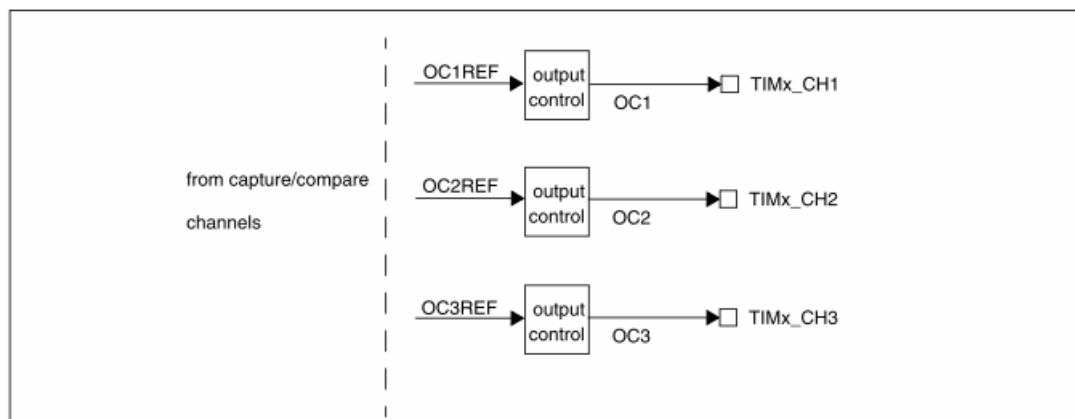 OC1REF
output
control
OC1
TIMx_CH1
from capture/compare
channels
OC2REF
output
control
OC2
TIMx_CH2
OC3REF
output
control
OC3
TIMx_CH3